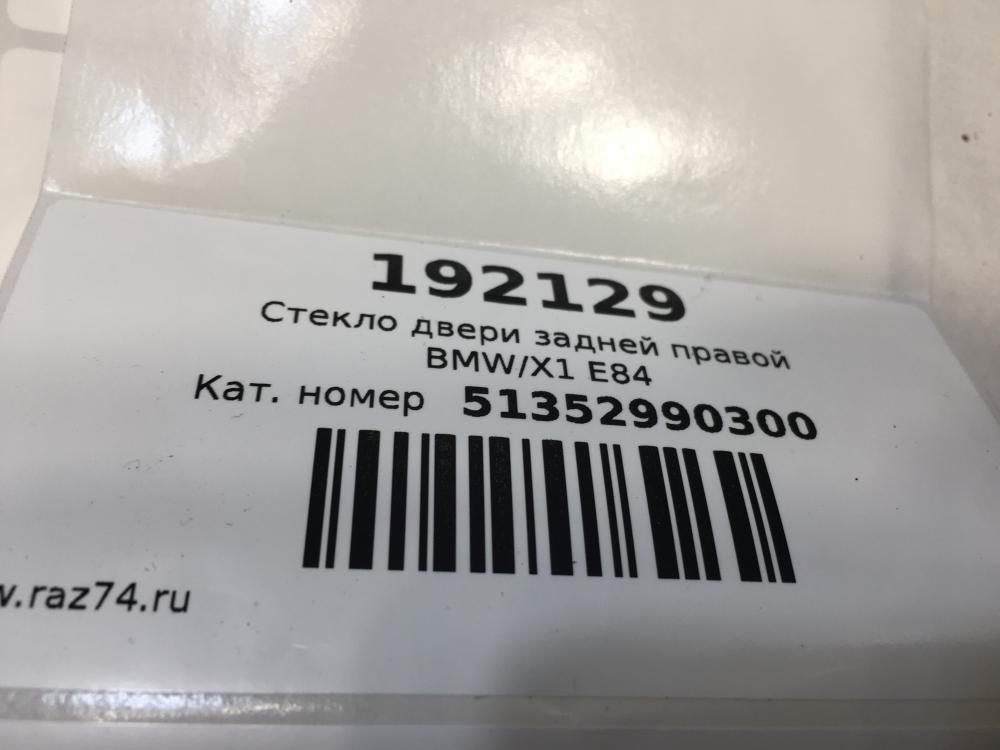 192129
Стекло двери задней правой
BMW/X1 E84
Кат. номер 51352990300
w.raz74.ru